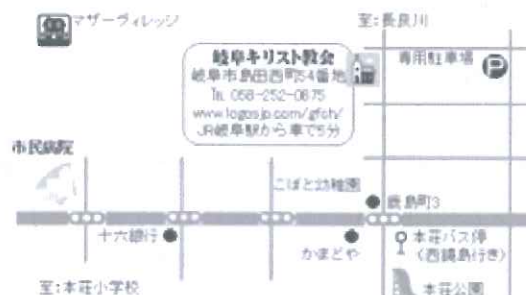 マザーヴィレッジ
至:長良川
岐阜キリスト教会
岐阜市島田西町54番地
TEL 058-252-0875
www.logosjp.com/gfch/
JR岐阜駅から車で5分
専用駐車場
P
市民病院
こばと幼稚園
鹿島町3
十六銀行
かまどや
本荘バス停
(西鏡島行き)
至:本荘小学校
本荘公園